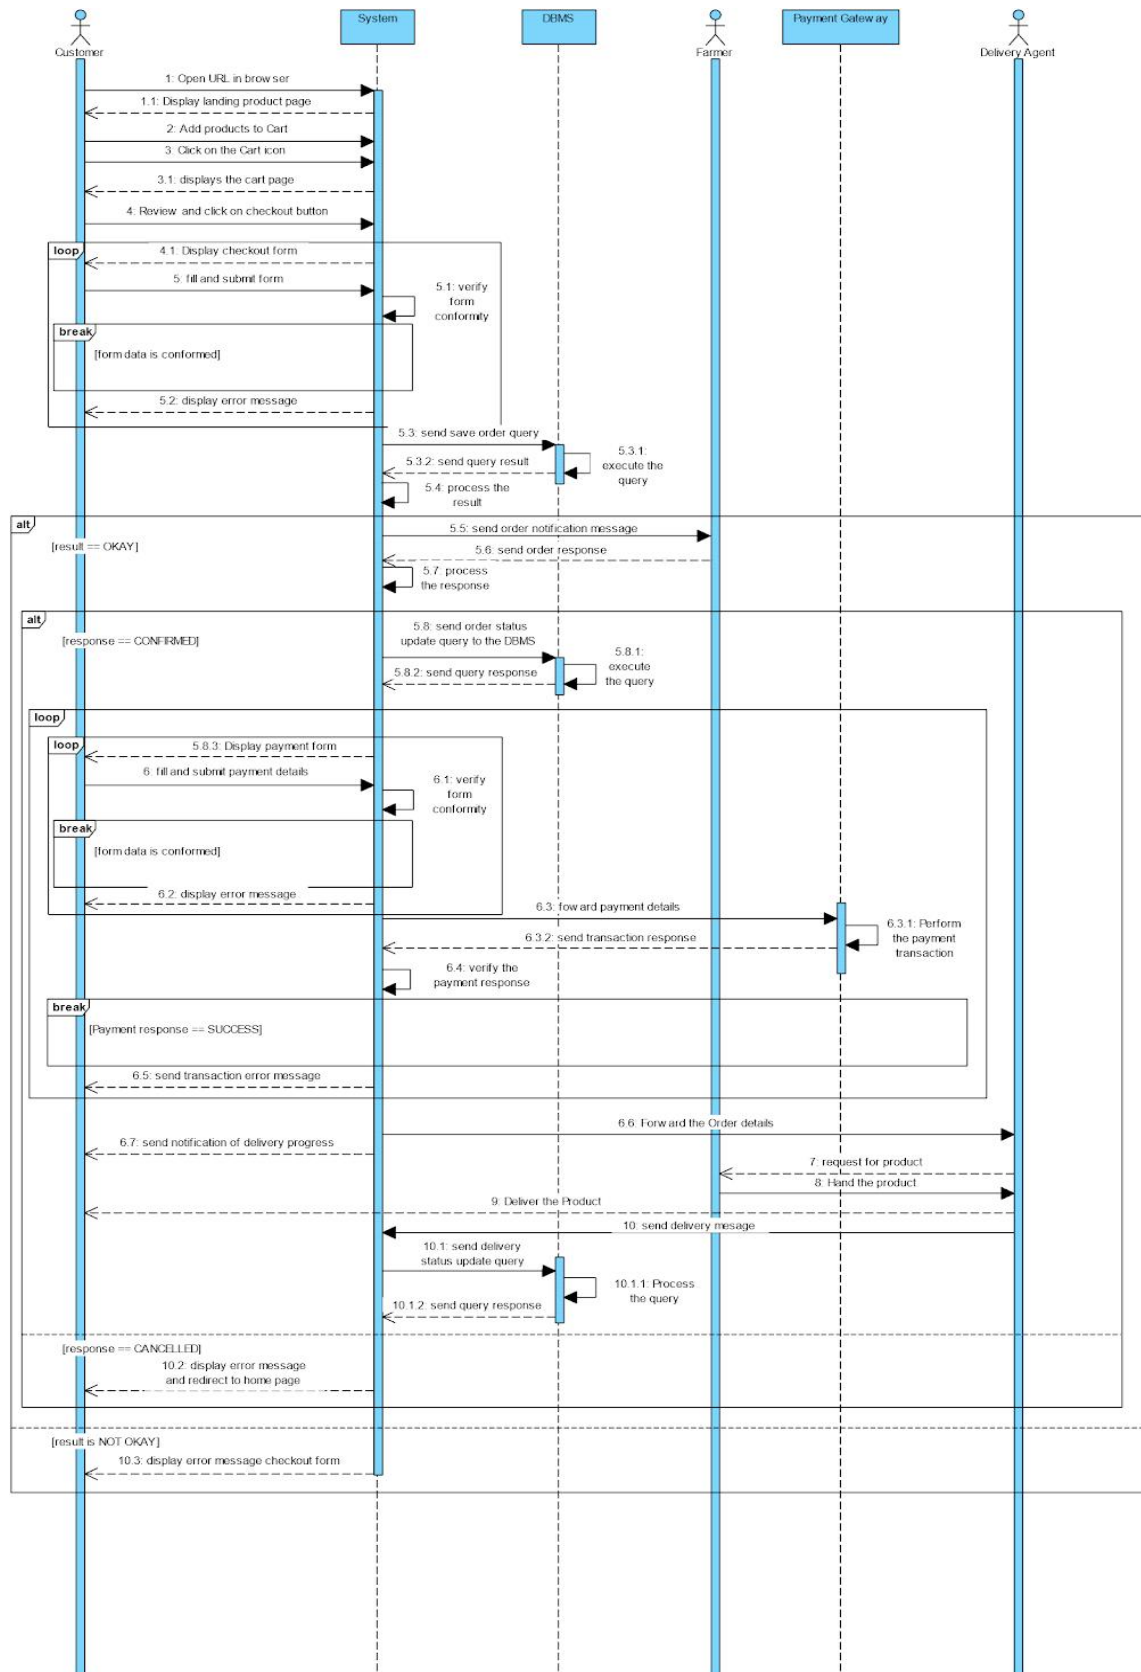 System
DBMS
Payment Gateway
Customer
Farmer
Delivery Agent
1: Open URL in browser
1.1: Display landing product page
2: Add products to Cart
3: Click on the Cart icon
3.1: displays the cart page
4: Review and click on checkout button
loop
4.1: Display checkout form
5: fill and submit form
5.1: verify
form
conformity
break
[form data is conformed]
5.2: display error message
5.3: send save order query
5.3.1:
execute the
query
5.3.2: send query result
5.4: process the
result
alt
[result == OKAY]
5.5: send order notification message
5.6: send order response
5.7: process
the response
alt
[response == CONFIRMED]
5.8: send order status
update query to the DBMS
5.8.1:
execute
the query
5.8.2: send query response
loop
loop
5.8.3: Display payment form
6: fill and submit payment details
6.1: verify
form
conformity
break
[form data is conformed]
6.2: display error message
6.3: foward payment details
6.3.1: Perform
the payment
transaction
6.3.2: send transaction response
6.4: verify the
payment response
break
[Payment response == SUCCESS]
6.5: send transaction error message
6.6: Forward the Order details
6.7: send notification of delivery progress
7: request for product
8: Hand the product
9: Deliver the Product
10: send delivery mesage
10.1: send delivery
status update query
10.1.1: Process
the query
10.1.2: send query response
[response == CANCELLED]
10.2: display error message
and redirect to home page
[result is NOT OKAY]
10.3: display error message checkout form